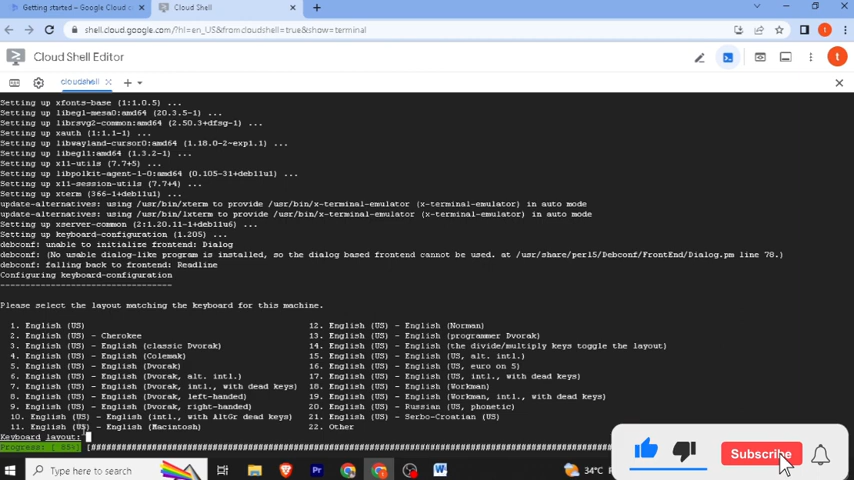 Getting started – Google Cloud c
Cloud Shell
shell.cloud.google.com/?hl=en_US&fromcloudshell=true&show=terminal
t
Cloud Shell Editor
t
cloudshell
Setting up xfonts-base (1:1.0.5) ...
Setting up libegl-mesa0:amd64 (20.3.5-1) ...
Setting up librsvg2-common:amd64 (2.50.3+dfsg-1) ...
Setting up xauth (1:1.1-1) ...
Setting up libwayland-cursor0:amd64 (1.18.0-2~exp1.1) ...
Setting up libegl1:amd64 (1.3.2-1) ...
Setting up x11-utils (7.7+5) ...
Setting up libpolkit-agent-1-0:amd64 (0.105-31+deb11u1) ...
Setting up x11-session-utils (7.7+4) ...
Setting up xterm (366-1+deb11u1) ...
update-alternatives: using /usr/bin/xterm to provide /usr/bin/x-terminal-emulator (x-terminal-emulator) in auto mode
update-alternatives: using /usr/bin/lxterm to provide /usr/bin/x-terminal-emulator (x-terminal-emulator) in auto mode
Setting up xserver-common (2:1.20.11-1+deb11u6) ...
Setting up keyboard-configuration (1.205) ...
debconf: unable to initialize frontend: Dialog
debconf: (No usable dialog-like program is installed, so the dialog based frontend cannot be used. at /usr/share/perl5/Debconf/FrontEnd/Dialog.pm line 78.)
debconf: falling back to frontend: Readline
Configuring keyboard-configuration
----------------------------------
Please select the layout matching the keyboard for this machine.
1. English (US) 12. English (US) - English (Norman)
2. English (US) - Cherokee 13. English (US) - English (programmer Dvorak)
3. English (US) - English (classic Dvorak) 14. English (US) - English (the divide/multiply keys toggle the layout)
4. English (US) - English (Colemak) 15. English (US) - English (US, alt. intl.)
5. English (US) - English (Dvorak) 16. English (US) - English (US, euro on 5)
6. English (US) - English (Dvorak, alt. intl.) 17. English (US) - English (US, intl., with dead keys)
7. English (US) - English (Dvorak, intl., with dead keys) 18. English (US) - English (Workman)
8. English (US) - English (Dvorak, left-handed) 19. English (US) - English (Workman, intl., with dead keys)
9. English (US) - English (Dvorak, right-handed) 20. English (US) - Russian (US, phonetic)
10. English (US) - English (intl., with AltGr dead keys) 21. English (US) - Serbo-Croatian (US)
11. English (US) - English (Macintosh) 22. Other
Keyboard layout:
Subscribe
Type here to search
Pr
W
34°C